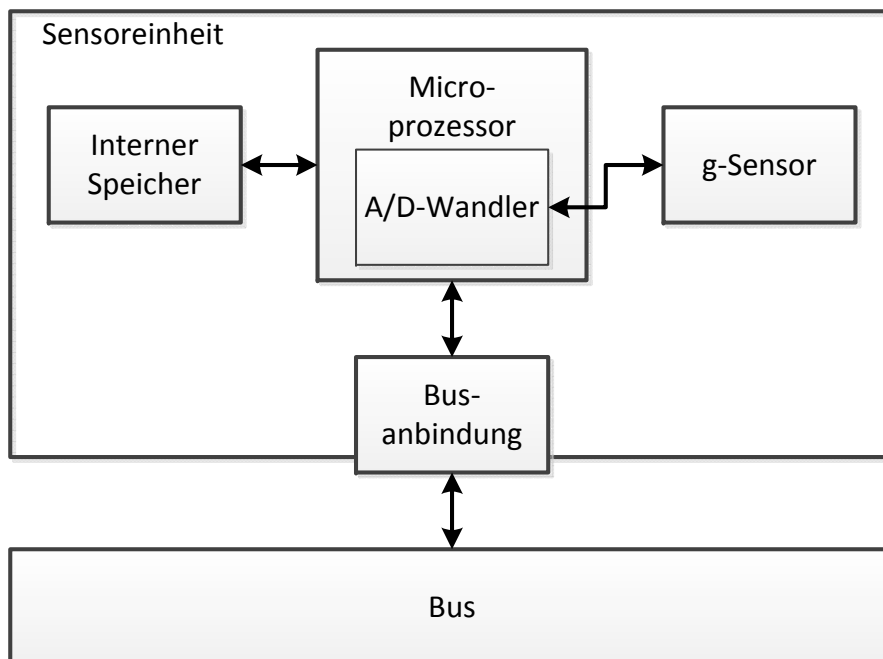 Sensoreinheit
Micro-
prozessor
Interner
Speicher
A/D-Wandler
g-Sensor
Bus-
anbindung
Bus